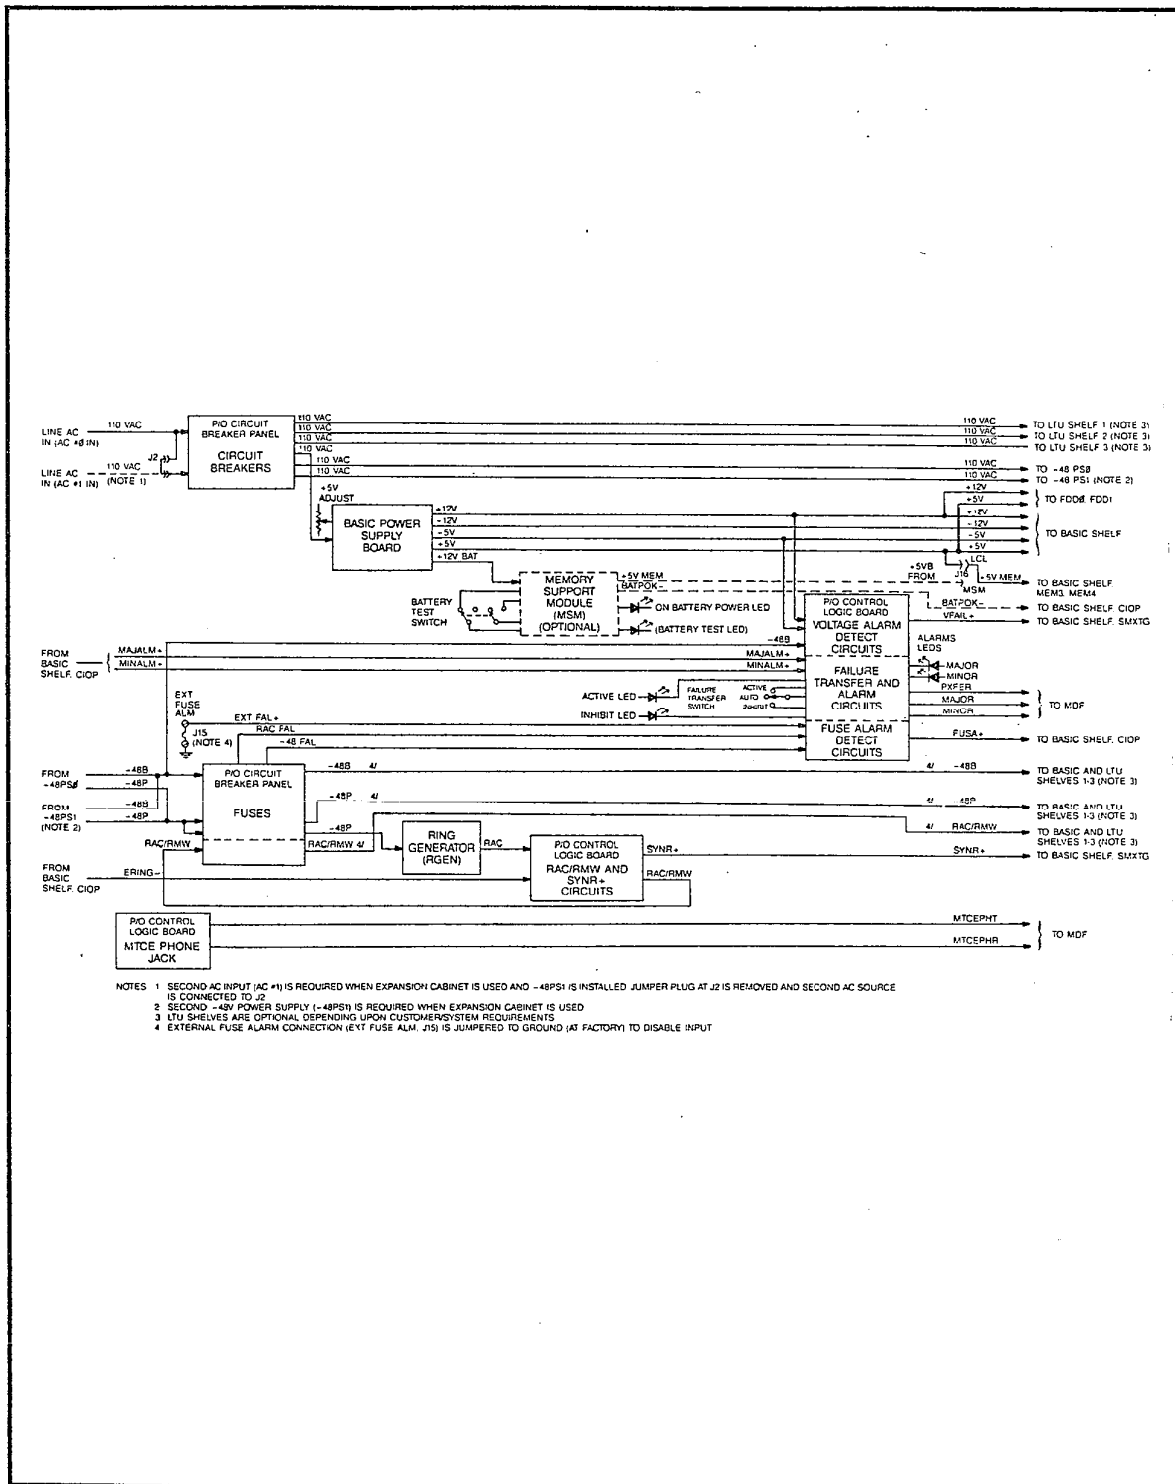 LINE AC
IN (AC #0 IN)
110 VAC
J2
LINE AC
IN (AC #1 IN)
110 VAC
(NOTE 1)
P/O CIRCUIT
BREAKER PANEL
CIRCUIT
BREAKERS
110 VAC
110 VAC
110 VAC
110 VAC
110 VAC
110 VAC
110 VAC TO LTU SHELF 1 (NOTE 3)
110 VAC TO LTU SHELF 2 (NOTE 3)
110 VAC TO LTU SHELF 3 (NOTE 3)
110 VAC TO -48 PS0
110 VAC TO -48 PS1 (NOTE 2)
+12V
+5V
TO FDD0, FDD1
-12V
-12V
-5V
+5V
TO BASIC SHELF
+5V
ADJUST
BASIC POWER
SUPPLY
BOARD
-12V
-12V
-5V
+5V
+12V BAT
MEMORY
SUPPORT
MODULE
(MSM)
(OPTIONAL)
BATTERY
TEST
SWITCH
+5V MEM
BATPOK-
ON BATTERY POWER LED
(BATTERY TEST LED)
+5VB
FROM
J16
LCL
MSM
+5V MEM
TO BASIC SHELF,
MEM3, MEM4
BATPOK- TO BASIC SHELF, CIOP
VFAIL+ TO BASIC SHELF, SMXTG
P/O CONTROL
LOGIC BOARD
VOLTAGE ALARM
DETECT
CIRCUITS
FAILURE
TRANSFER AND
ALARM
CIRCUITS
FUSE ALARM
DETECT
CIRCUITS
ALARMS
LEDS
MAJOR
MINOR
PXFER
MAJOR
MINOR
TO MDF
FUSA+ TO BASIC SHELF, CIOP
FROM
BASIC
SHELF, CIOP
MAJALM+
MINALM+
-48B
MAJALM+
MINALM+
ACTIVE LED
INHIBIT LED
FAILURE
TRANSFER
SWITCH
ACTIVE
AUTO
EXT
FUSE
ALM
J15
(NOTE 4)
EXT FAL+
RAC FAL
-48 FAL
FROM
-48PS0
-48B
-48P
FROM
-48PS1
(NOTE 2)
-48B
-48P
RAC/RMW
P/O CIRCUIT
BREAKER PANEL
FUSES
-48B 4/
-48P 4/
-48P
RAC/RMW 4/
4/ -48B
TO BASIC AND LTU
SHELVES 1-3 (NOTE 3)
4/ -48P
TO BASIC AND LTU
SHELVES 1-3 (NOTE 3)
4/ RAC/RMW
TO BASIC AND LTU
SHELVES 1-3 (NOTE 3)
RING
GENERATOR
(RGEN)
RAC
P/O CONTROL
LOGIC BOARD
RAC/RMW AND
SYNR+
CIRCUITS
SYNR+
RAC/RMW
SYNR+ TO BASIC SHELF, SMXTG
FROM
BASIC
SHELF, CIOP
ERING-
P/O CONTROL
LOGIC BOARD
MTCE PHONE
JACK
MTCEPHT
MTCEPHR
TO MDF
NOTES 1 SECOND AC INPUT (AC #1) IS REQUIRED WHEN EXPANSION CABINET IS USED AND -48PS1 IS INSTALLED JUMPER PLUG AT J2 IS REMOVED AND SECOND AC SOURCE
IS CONNECTED TO J2
2 SECOND -48V POWER SUPPLY (-48PS1) IS REQUIRED WHEN EXPANSION CABINET IS USED
3 LTU SHELVES ARE OPTIONAL DEPENDING UPON CUSTOMER/SYSTEM REQUIREMENTS
4 EXTERNAL FUSE ALARM CONNECTION (EXT FUSE ALM, J15) IS JUMPERED TO GROUND (AT FACTORY) TO DISABLE INPUT